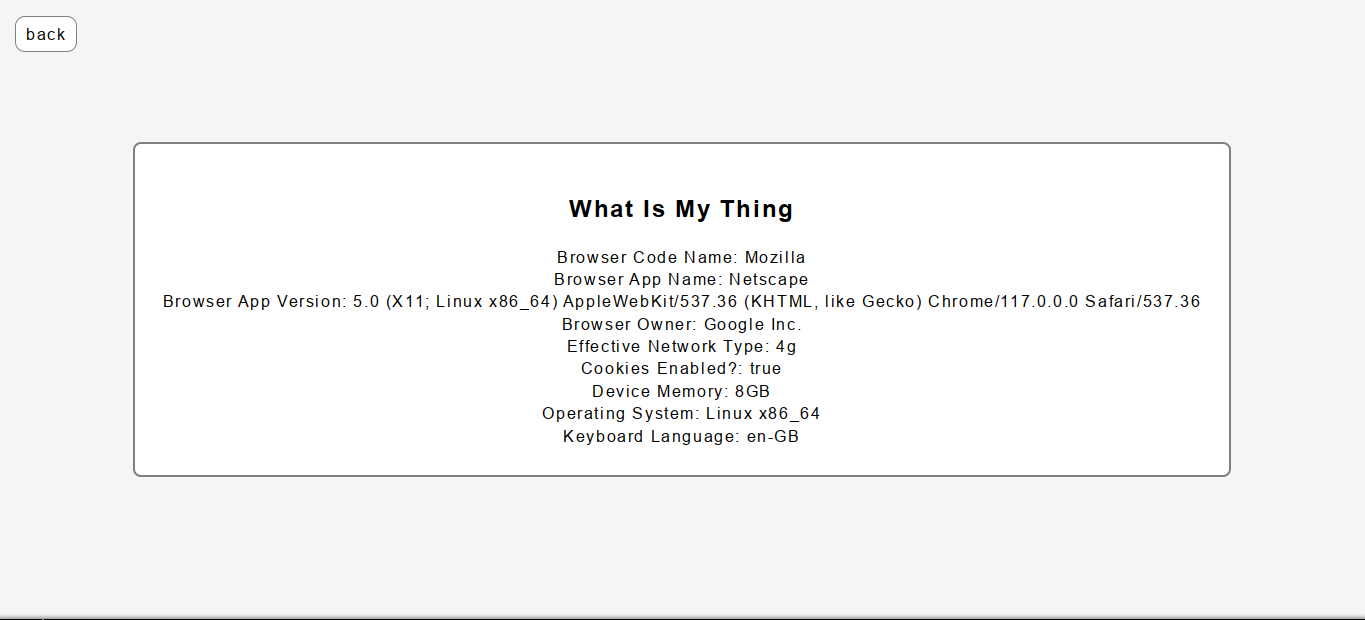 back
What Is My Thing
Browser Code Name: Mozilla
Browser App Name: Netscape
Browser App Version: 5.0 (X11; Linux x86_64) AppleWebKit/537.36 (KHTML, like Gecko) Chrome/117.0.0.0 Safari/537.36
Browser Owner: Google Inc.
Effective Network Type: 4g
Cookies Enabled?: true
Device Memory: 8GB
Operating System: Linux x86_64
Keyboard Language: en-GB